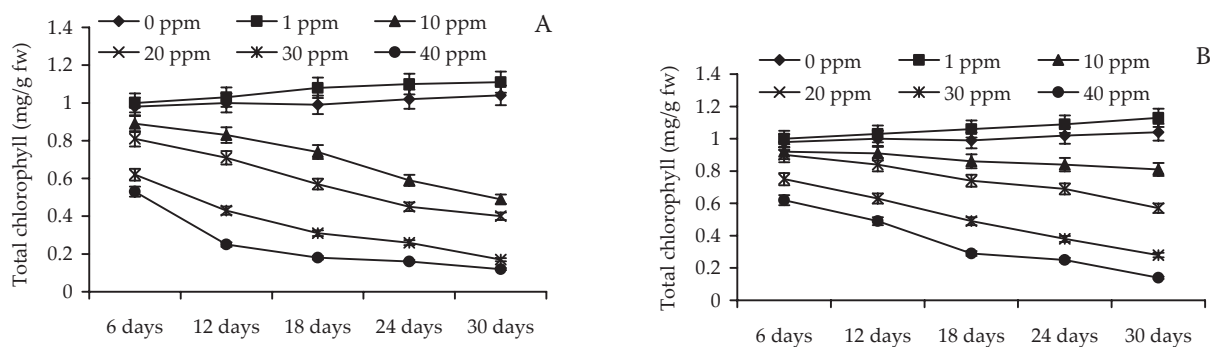 A
0 ppm 1 ppm 10 ppm
20 ppm 30 ppm 40 ppm
Total chlorophyll (mg/g fw)
1.4
1.2
1
0.8
0.6
0.4
0.2
0
6 days 12 days 18 days 24 days 30 days
B
0 ppm 1 ppm 10 ppm
20 ppm 30 ppm 40 ppm
Total chlorophyll (mg/g fw)
1.4
1.2
1
0.8
0.6
0.4
0.2
0
6 days 12 days 18 days 24 days 30 days